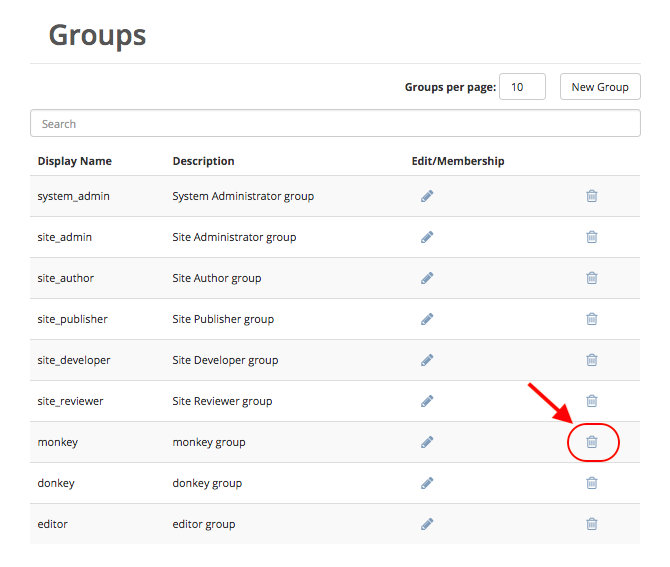 Groups
Groups per page: 10 New Group
Search
Display Name Description Edit/Membership
system_admin System Administrator group
site_admin Site Administrator group
site_author Site Author group
site_publisher Site Publisher group
site_developer Site Developer group
site_reviewer Site Reviewer group
monkey monkey group
donkey donkey group
editor editor group